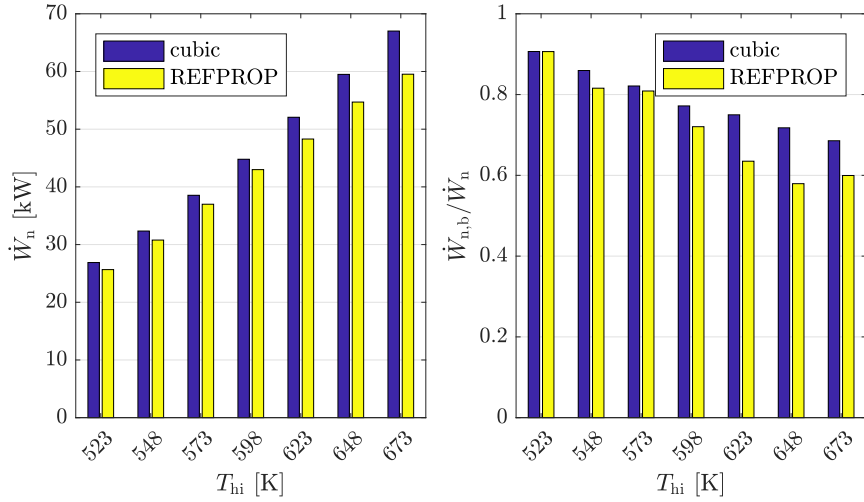 70
60
50
40
30
20
10
0
Ẇn [kW]
cubic
REFPROP
523 548 573 598 623 648 673
Thi [K]
1
0.8
0.6
0.4
0.2
0
Ẇn,b/Ẇn
cubic
REFPROP
523 548 573 598 623 648 673
Thi [K]